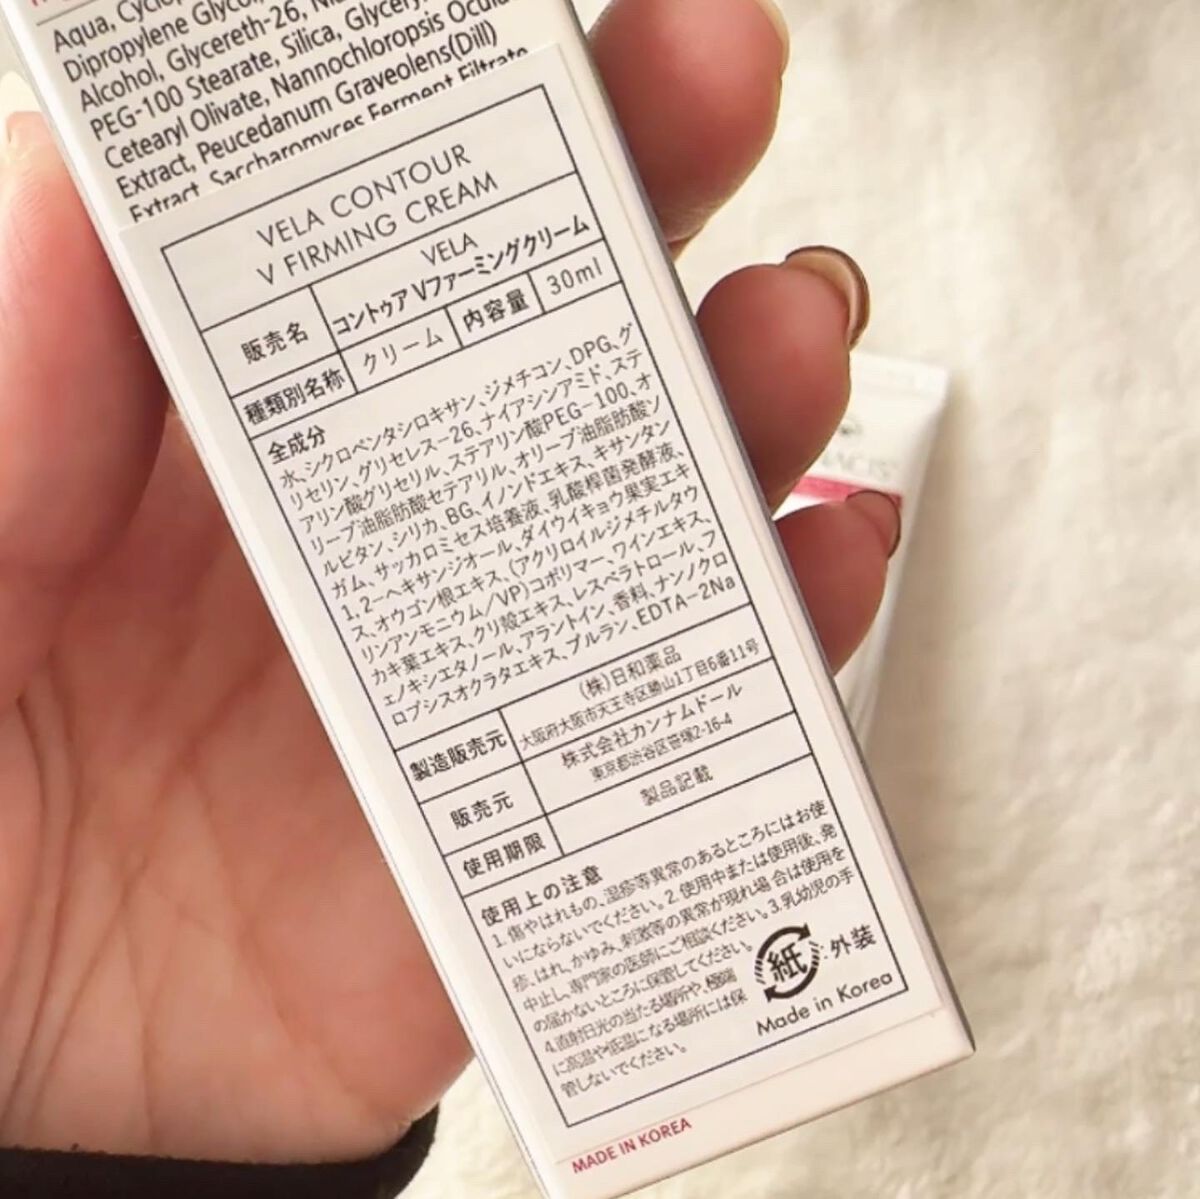 Aqua, Cyclop
Dipropylene Glycol,
Alcohol, Glycereth-26,
PEG-100 Stearate, Silica, Glycery
Cetearyl Olivate, Nannochloropsis Ocula
Extract, Peucedanum Graveolens(Dill)
Extract, Saccharomyces Ferment Filtrate
VELA CONTOUR
V FIRMING CREAM
販売名
VELA
コントゥア Vファーミングクリーム
種類別名称
クリーム
内容量
30ml
全成分
水、シクロペンタシロキサン、ジメチコン、DPG、グ
リセリン、グリセレス-26、ナイアシンアミド、ステ
アリン酸グリセリル、ステアリン酸PEG-100、オ
リーブ油脂肪酸セテアリル、オリーブ油脂肪酸ソ
ルビタン、シリカ、BG、イノンドエキス、キサンタン
ガム、サッカロミセス培養液、乳酸桿菌発酵液、
1,2-ヘキサンジオール、ダイウイキョウ果実エキ
ス、オウゴン根エキス、(アクリロイルジメチルタウ
リンアンモニウム/VP)コポリマー、ワインエキス、
カキ葉エキス、クリ殻エキス、レスベラトロール、フ
ェノキシエタノール、アラントイン、香料、ナンノクロ
ロプシスオクラタエキス、プルラン、EDTA-2Na
製造販売元
(株)日和薬品
大阪府大阪市天王寺区勝山1丁目6番11号
販売元
株式会社カンナムドール
東京都渋谷区笹塚2-16-4
使用期限
製品記載
使用上の注意
1. 傷やはれもの、湿疹等異常のあるところにはお使
いにならないでください。2. 使用中または使用後、発
疹、はれ、かゆみ、刺激等の異常が現れ場 合は使用を
中止し、専門家の医師にご相談ください。3. 乳幼児の手
の届かないところに保管してください。
4.直射日光の当たる場所や、極端
に高温や低温になる場所には保
管しないでください。
紙
外装
Made in Korea
MADE IN KOREA